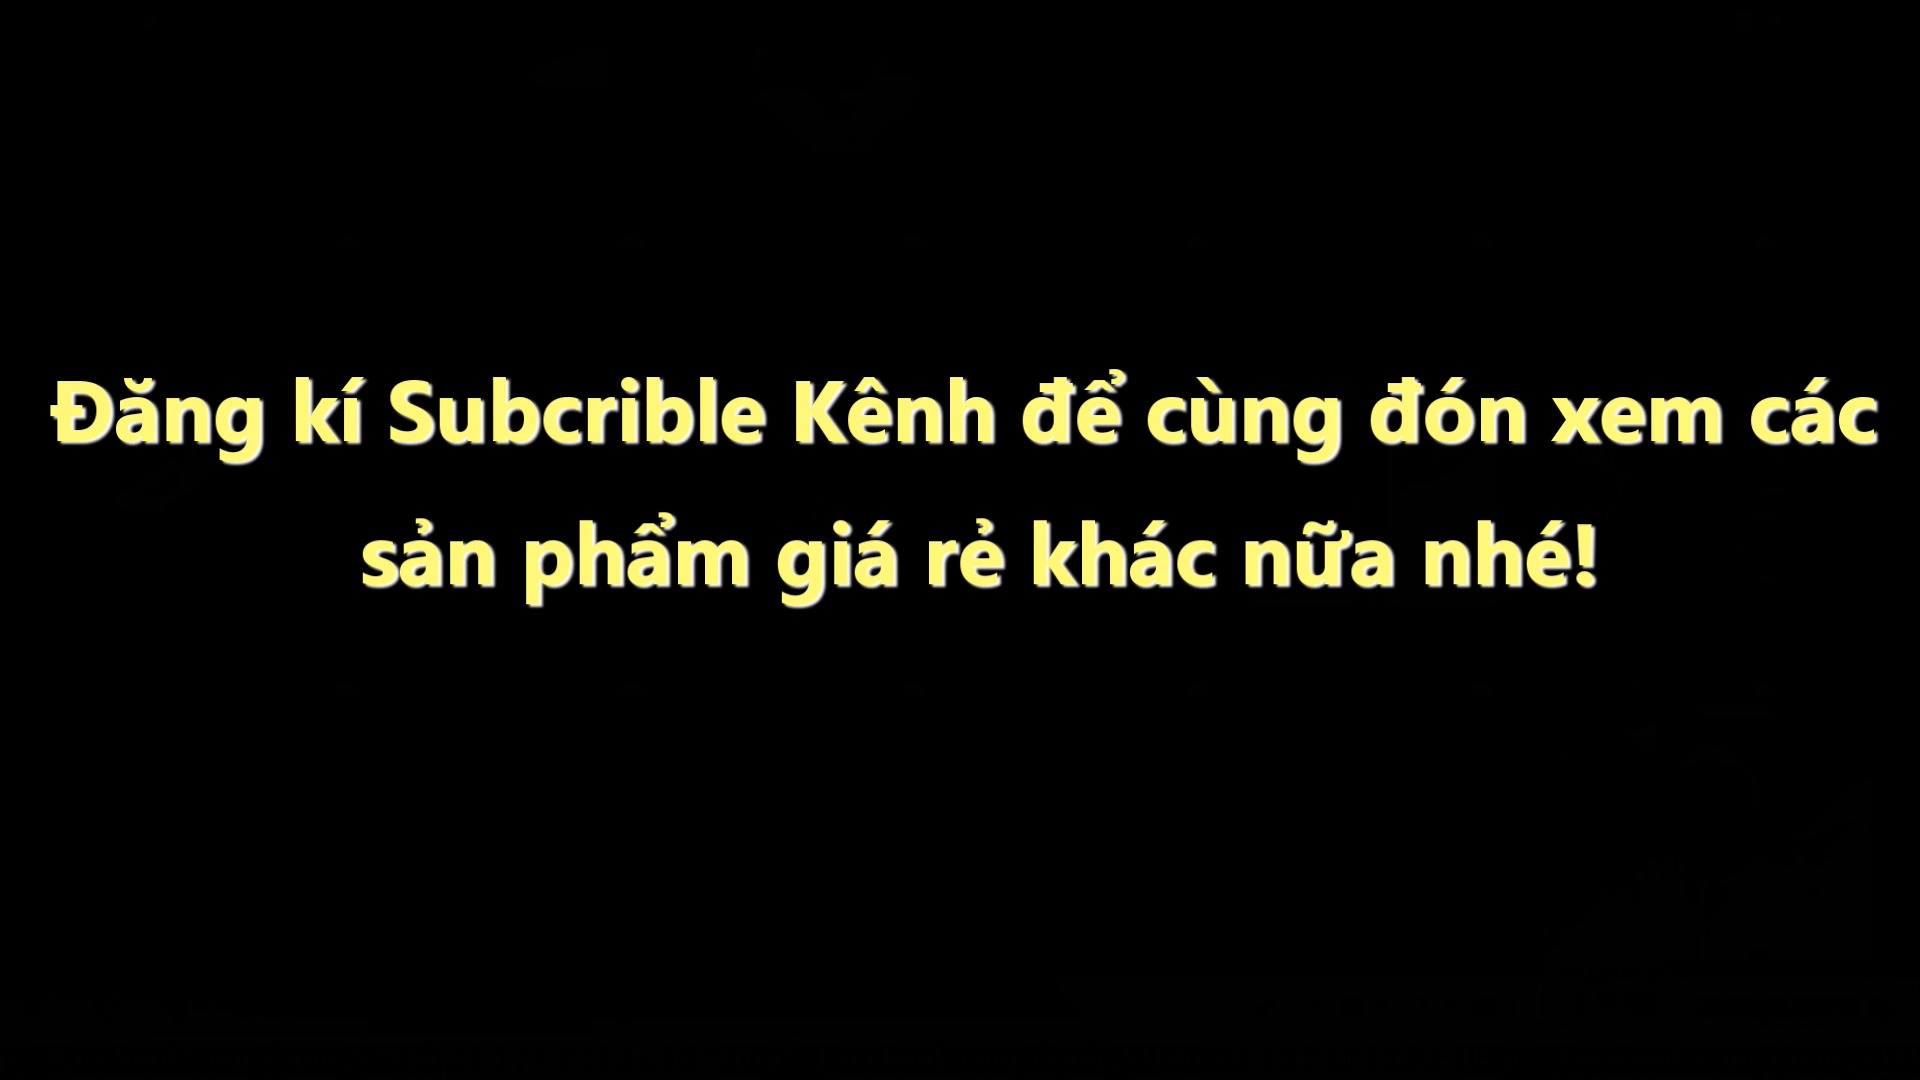 Đăng kí Subcrible Kênh để cùng đón xem các
sản phẩm giá rẻ khác nữa nhé!